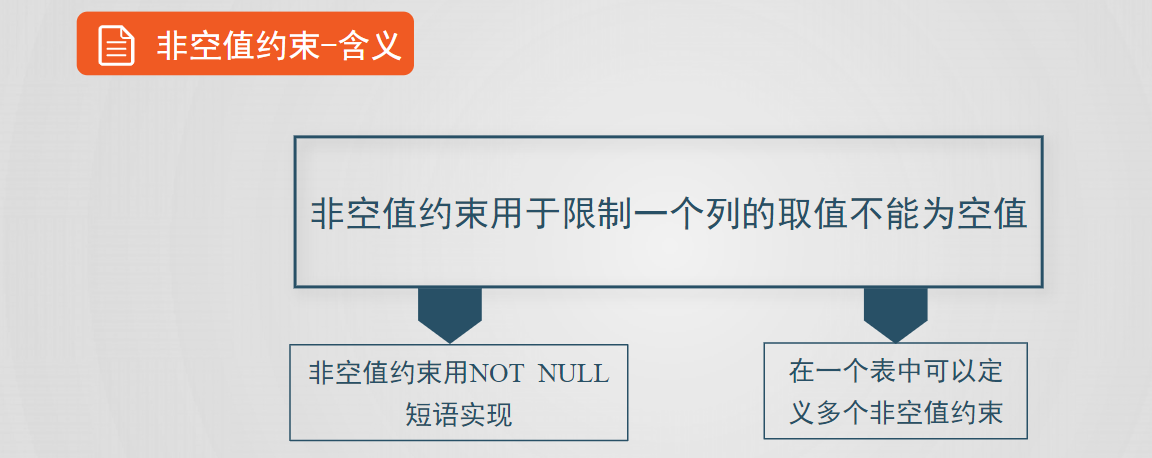 非空值约束-含义
非空值约束用于限制一个列的取值不能为空值
非空值约束用NOT NULL
短语实现
在一个表中可以定
义多个非空值约束